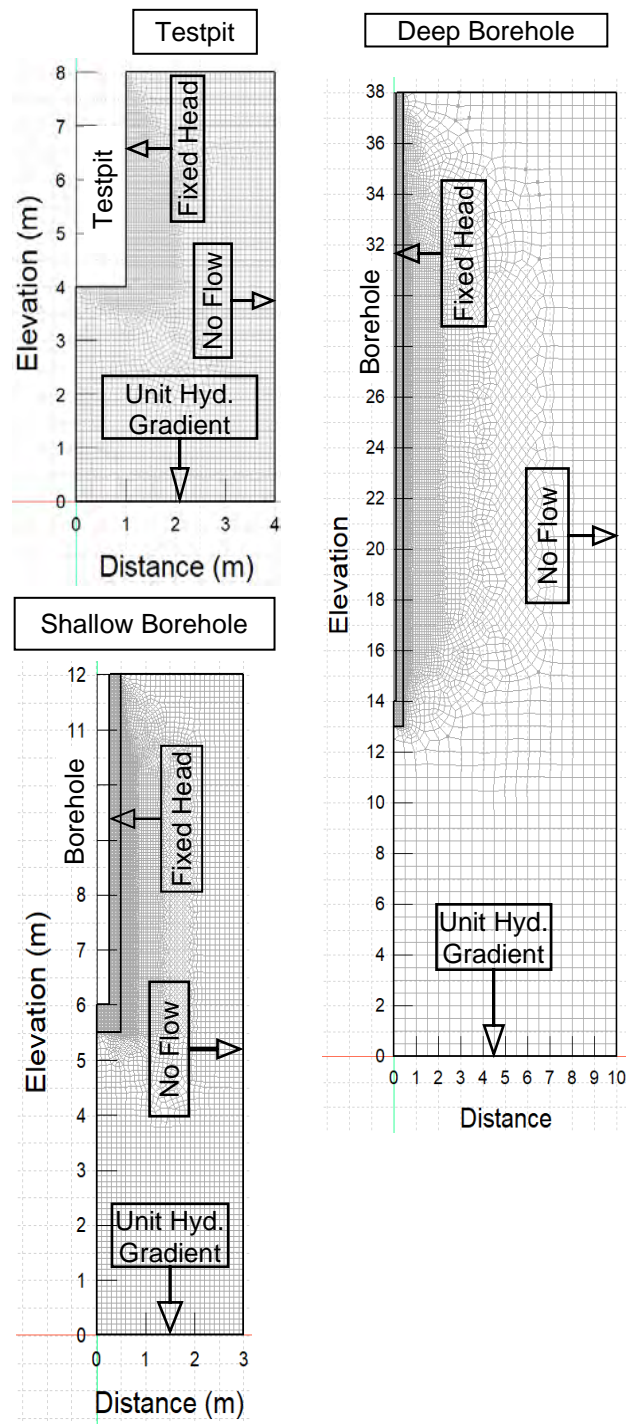 Testpit
8
7
6
5
4
3
2
1
0
Elevation (m)
Testpit
Fixed Head
No Flow
Unit Hyd.
Gradient
0 1 2 3 4
Distance (m)
Deep Borehole
38
36
34
32
26
24
22
20
18
16
14
12
10
8
6
4
2
0
Elevation
Borehole
Fixed Head
No Flow
Unit Hyd.
Gradient
0 1 2 3 4 5 6 7 8 9 10
Distance
Shallow Borehole
12
11
8
7
6
5
4
3
2
1
0
Elevation (m)
Borehole
Fixed Head
No Flow
Unit Hyd.
Gradient
0 1 2 3
Distance (m)